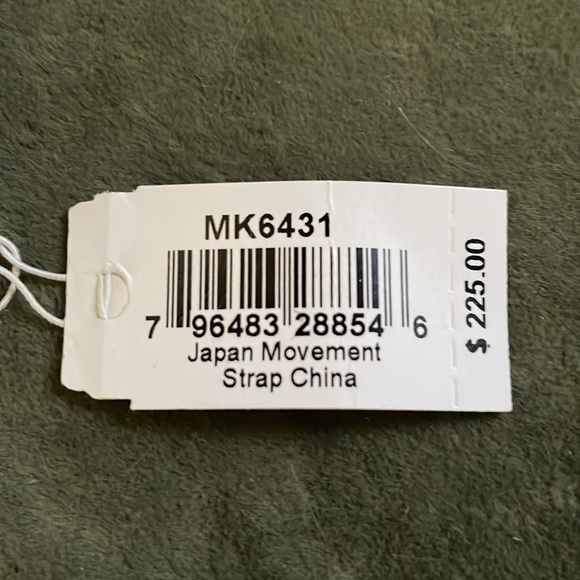 MK6431
7 96483 28854 6
Japan Movement
Strap China
$ 225.00